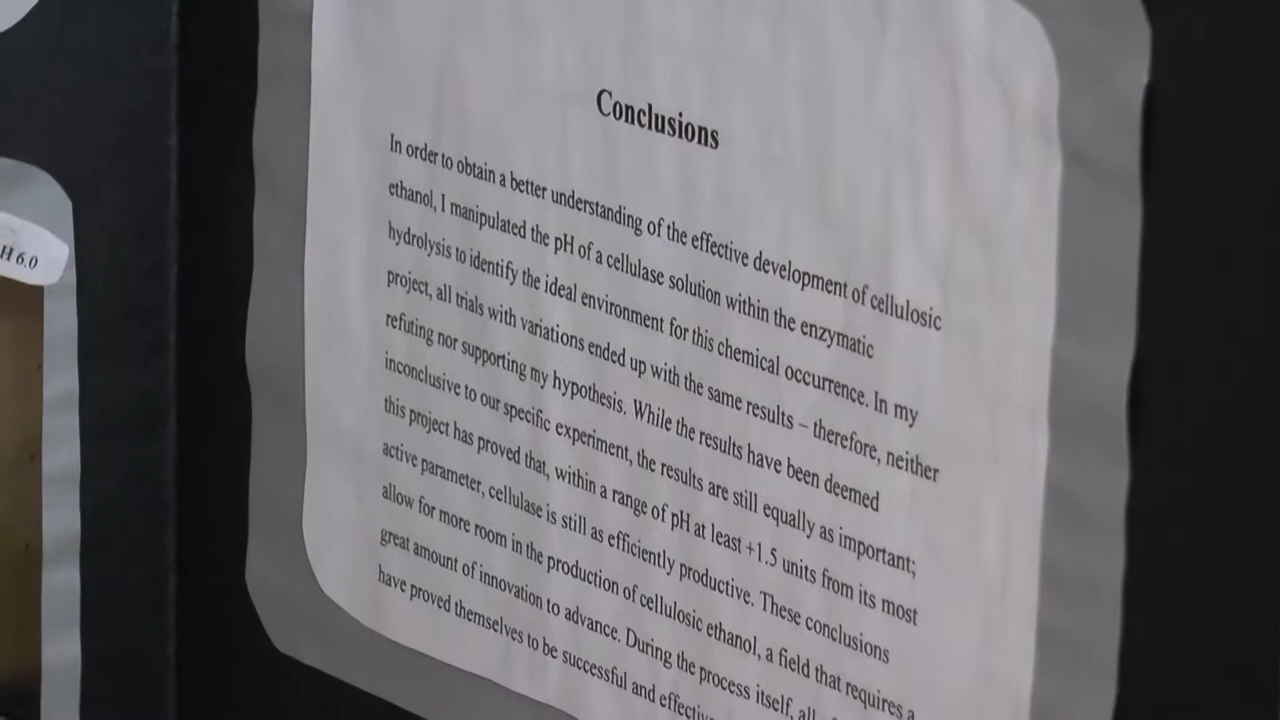 Conclusions
In order to obtain a better understanding of the effective development of cellulosic
ethanol, I manipulated the pH of a cellulase solution within the enzymatic
hydrolysis to identify the ideal environment for this chemical occurrence. In my
project, all trials with variations ended up with the same results – therefore, neither
refuting nor supporting my hypothesis. While the results have been deemed
inconclusive to our specific experiment, the results are still equally as important;
this project has proved that, within a range of pH at least +1.5 units from its most
active parameter, cellulase is still as efficiently productive. These conclusions
allow for more room in the production of cellulosic ethanol, a field that requires a
great amount of innovation to advance. During the process itself,
have proved themselves to be successful and
H 6.0